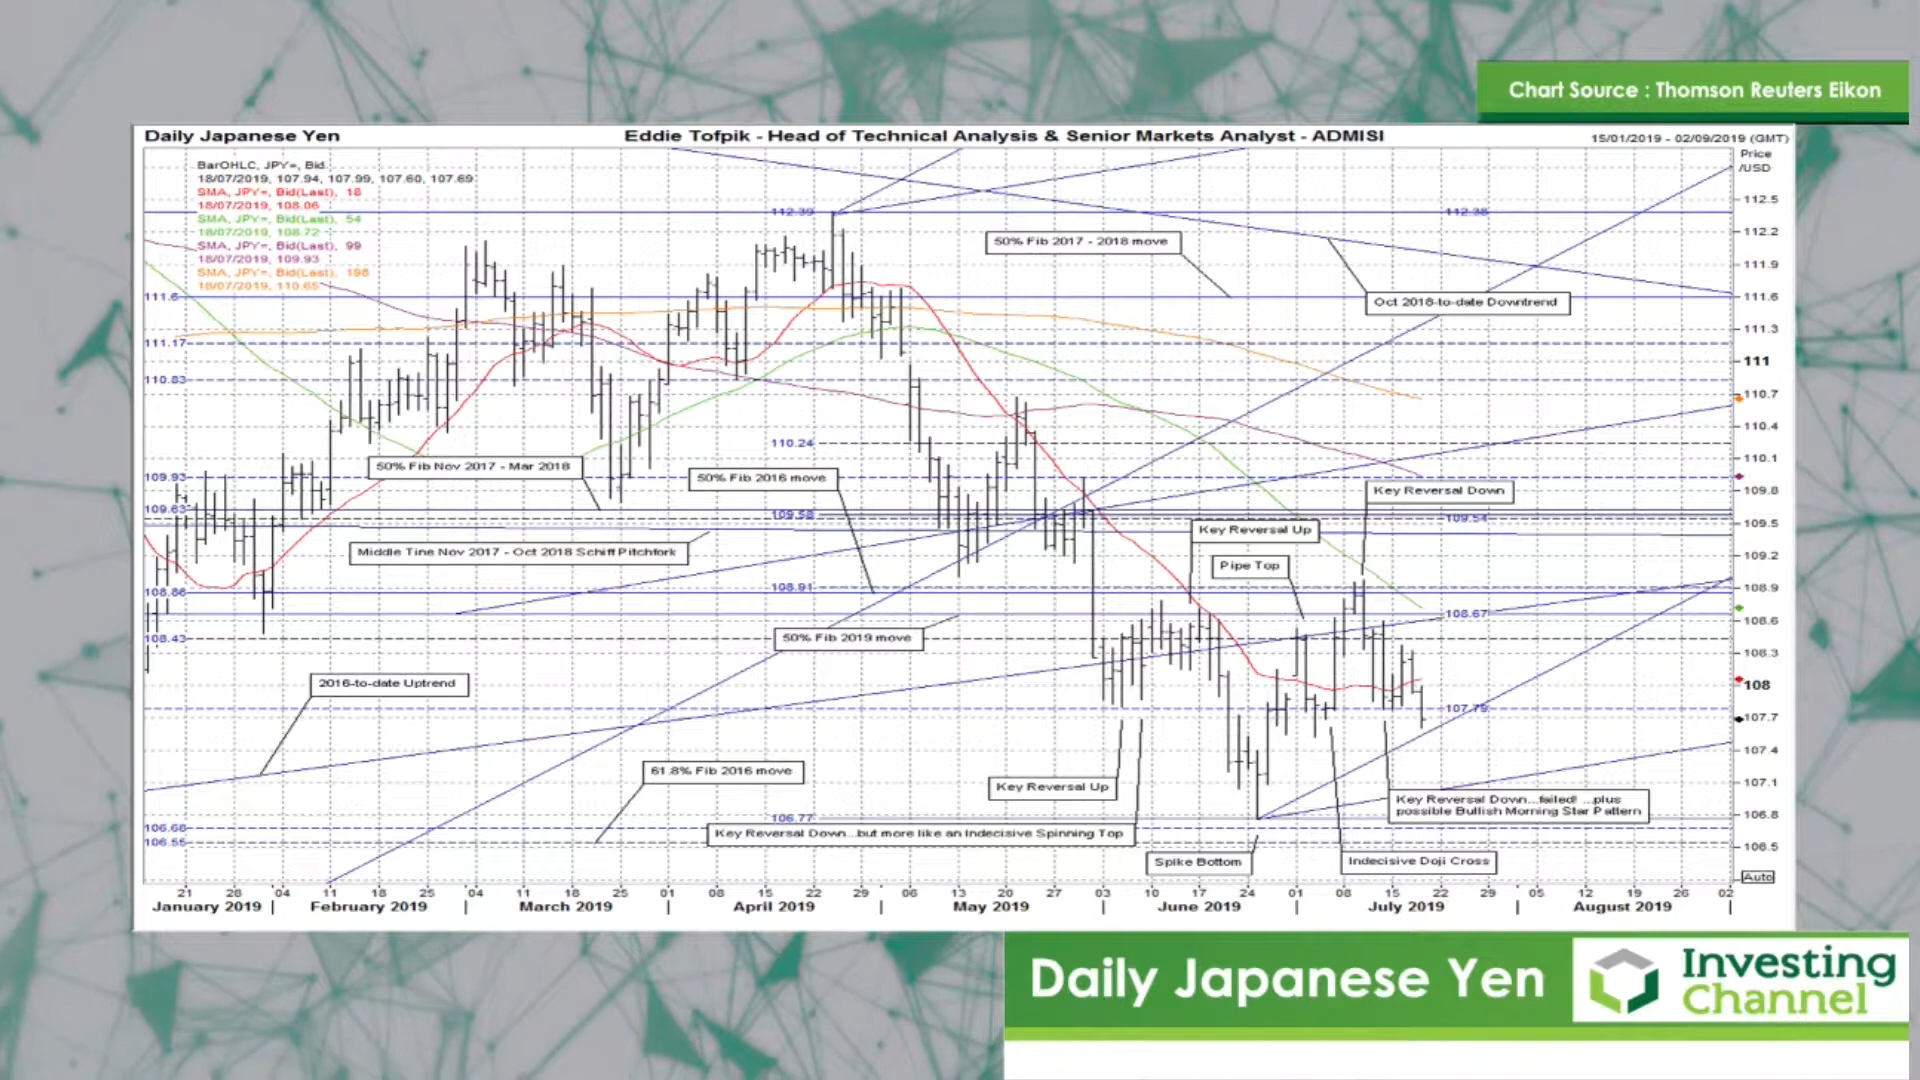 Chart Source : Thomson Reuters Eikon
Daily Japanese Yen
Eddie Tofpik - Head of Technical Analysis & Senior Markets Analyst - ADMISI
15/01/2019 - 02/09/2019 (GMT)
Price
/USD
BarOHLC, JPY=, Bid
18/07/2019, 107.94, 107.99, 107.60, 107.69
SMA, JPY=, Bid(Last), 18
18/07/2019, 108.06
SMA, JPY=, Bid(Last), 54
18/07/2019, 108.72
SMA, JPY=, Bid(Last), 99
18/07/2019, 109.93
SMA, JPY=, Bid(Last), 198
18/07/2019, 110.65
112.5
112.2
111.9
111.6
111.3
111
110.7
110.4
110.1
109.8
109.5
109.2
108.9
108.6
108.3
108
107.7
107.4
107.1
106.8
106.5
Auto
112.39
112.38
50% Fib 2017 - 2018 move
Oct 2018-to-date Downtrend
111.6
111.17
110.83
110.24
50% Fib Nov 2017 - Mar 2018
109.93
50% Fib 2016 move
Key Reversal Down
109.63
109.58
109.54
Key Reversal Up
Middle Tine Nov 2017 - Oct 2018 Schiff Pitchfork
Pipe Top
108.86
108.91
108.67
108.43
50% Fib 2019 move
2016-to-date Uptrend
107.79
61.8% Fib 2016 move
Key Reversal Up
Key Reversal Down...failed! ...plus
possible Bullish Morning Star Pattern
106.77
106.68
106.55
Key Reversal Down...but more like an Indecisive Spinning Top
Spike Bottom
Indecisive Doji Cross
21 28 04 11 18 25 04 11 18 25 01 08 15 22 29 06 13 20 27 03 10 17 24 01 08 15 22 29 05 12 19 26 02
January 2019 February 2019 March 2019 April 2019 May 2019 June 2019 July 2019 August 2019
Daily Japanese Yen
Investing
Channel